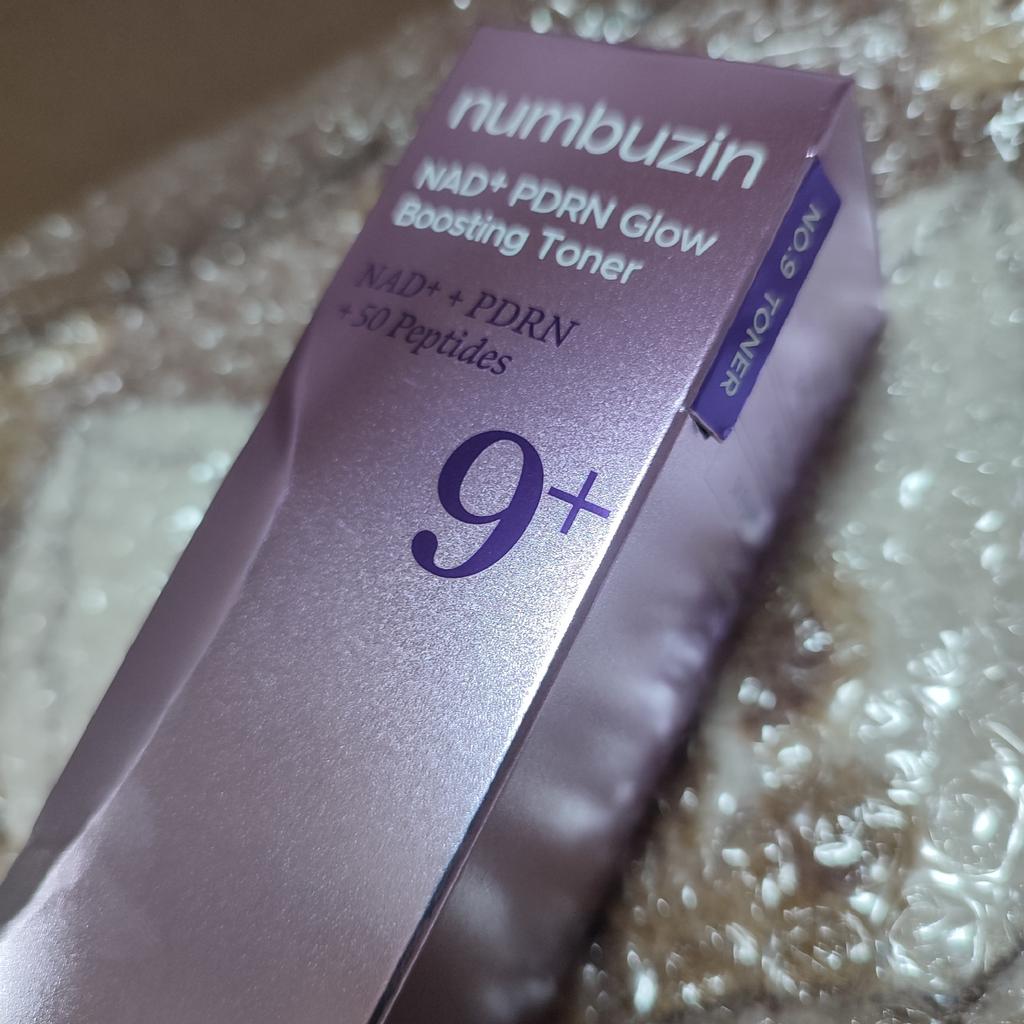 numbuzin
NAD⁺ PDRN Glow
Boosting Toner
NAD⁺ + PDRN
+ 50 Peptides
9+
NO.9 TONER